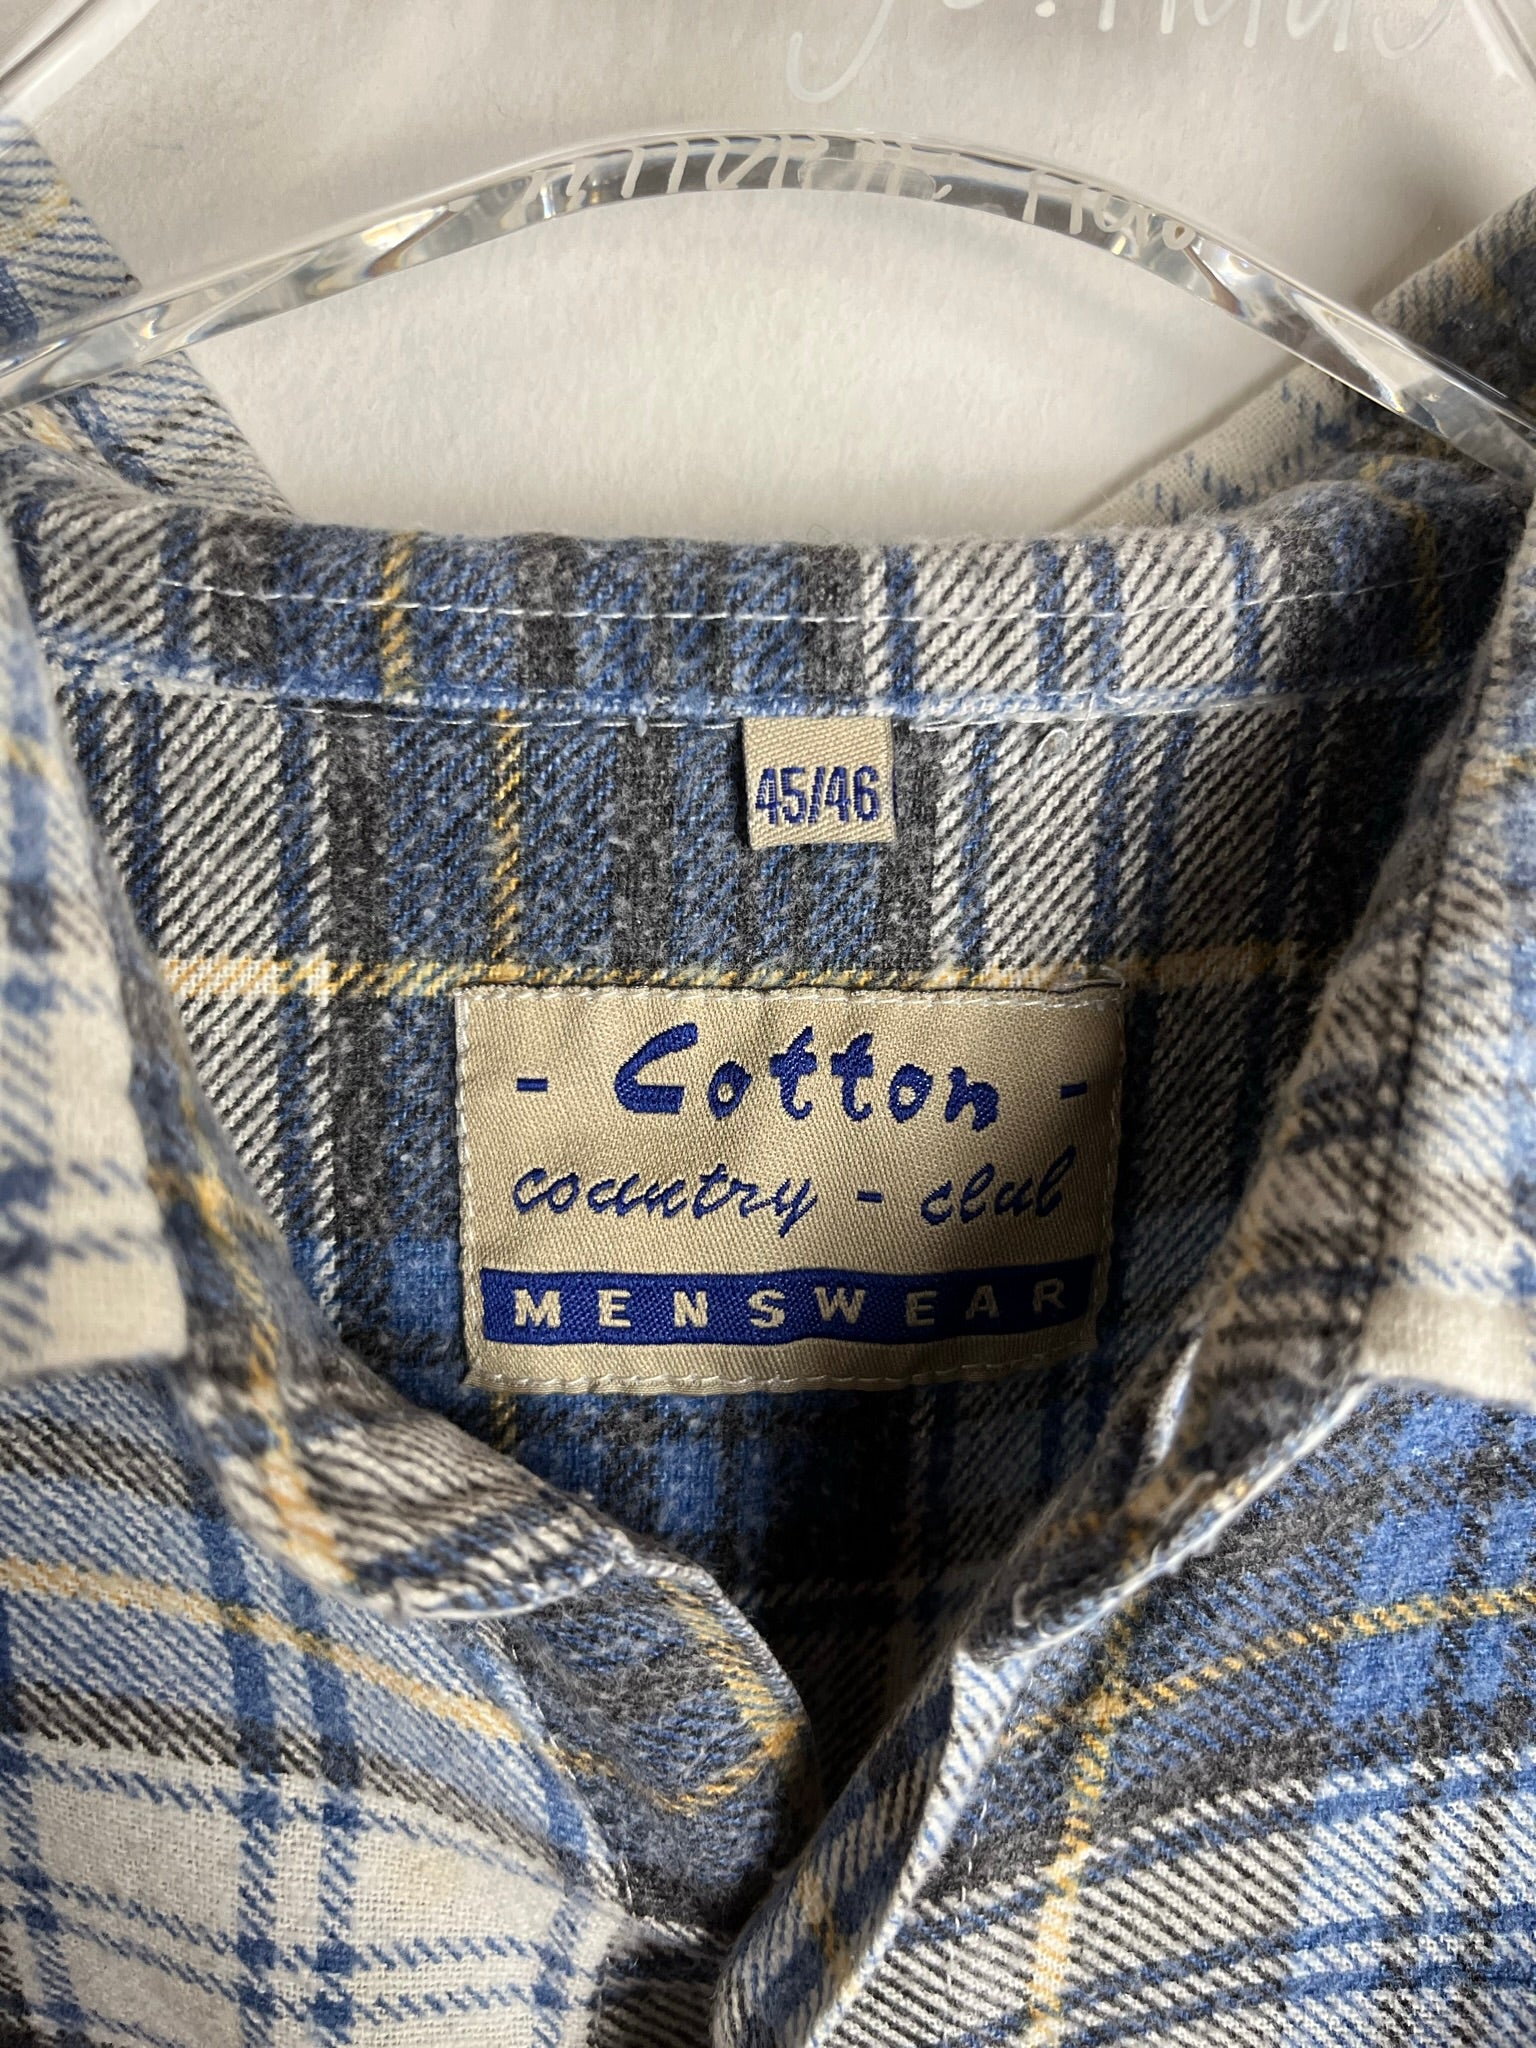 45/46
- Cotton -
country - club
MENSWEAR